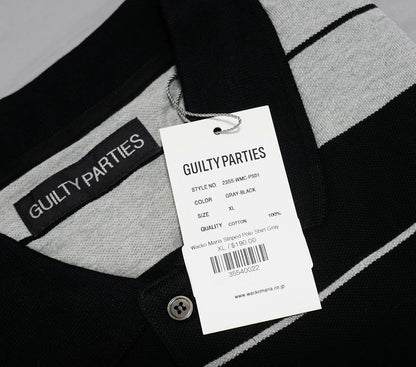 GUILTY PARTIES
GUILTY PARTIES
STYLE NO. 23SS-WMC-PS01
COLOR GRAY-BLACK
SIZE XL
QUALITY COTTON 100%
Wacko Maria Striped Polo Shirt Gray
XL / $190.00
35540022
www.wackomaria.co.jp